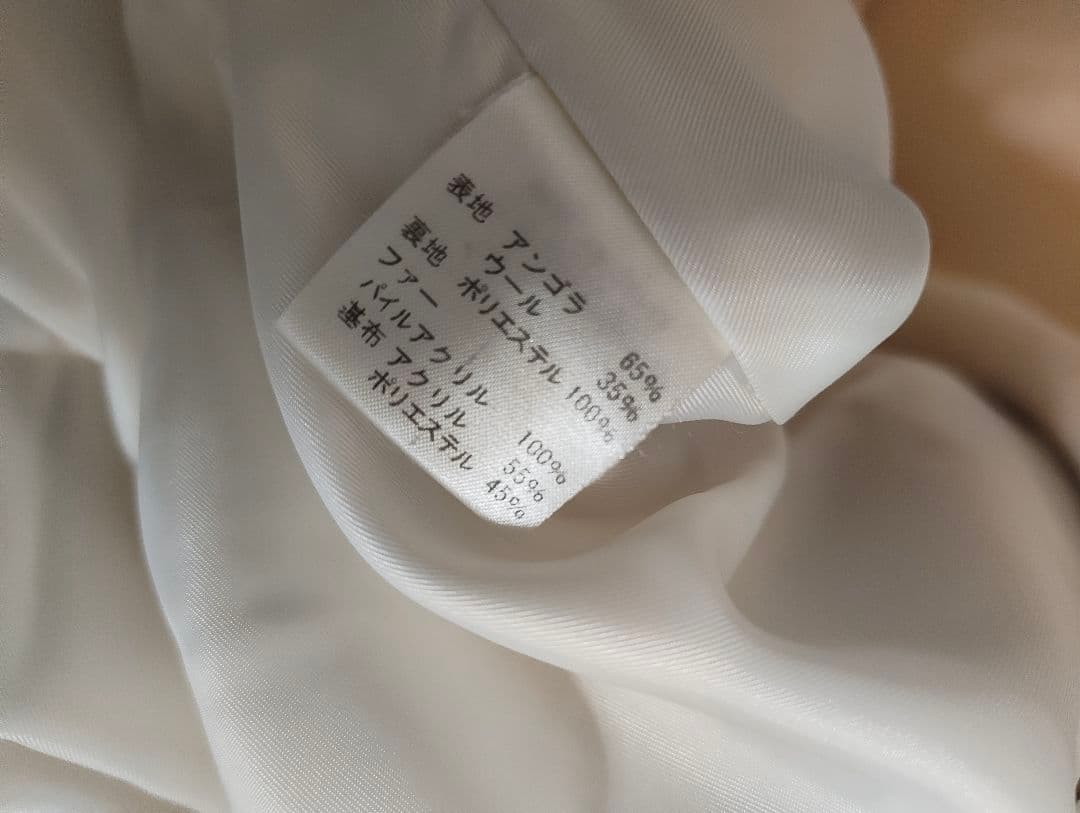 表地 アンゴラ 65%
ウール 35%
裏地 ポリエステル 100%
ファー
パイルアクリル 100%
基布 アクリル 55%
ポリエステル 45%